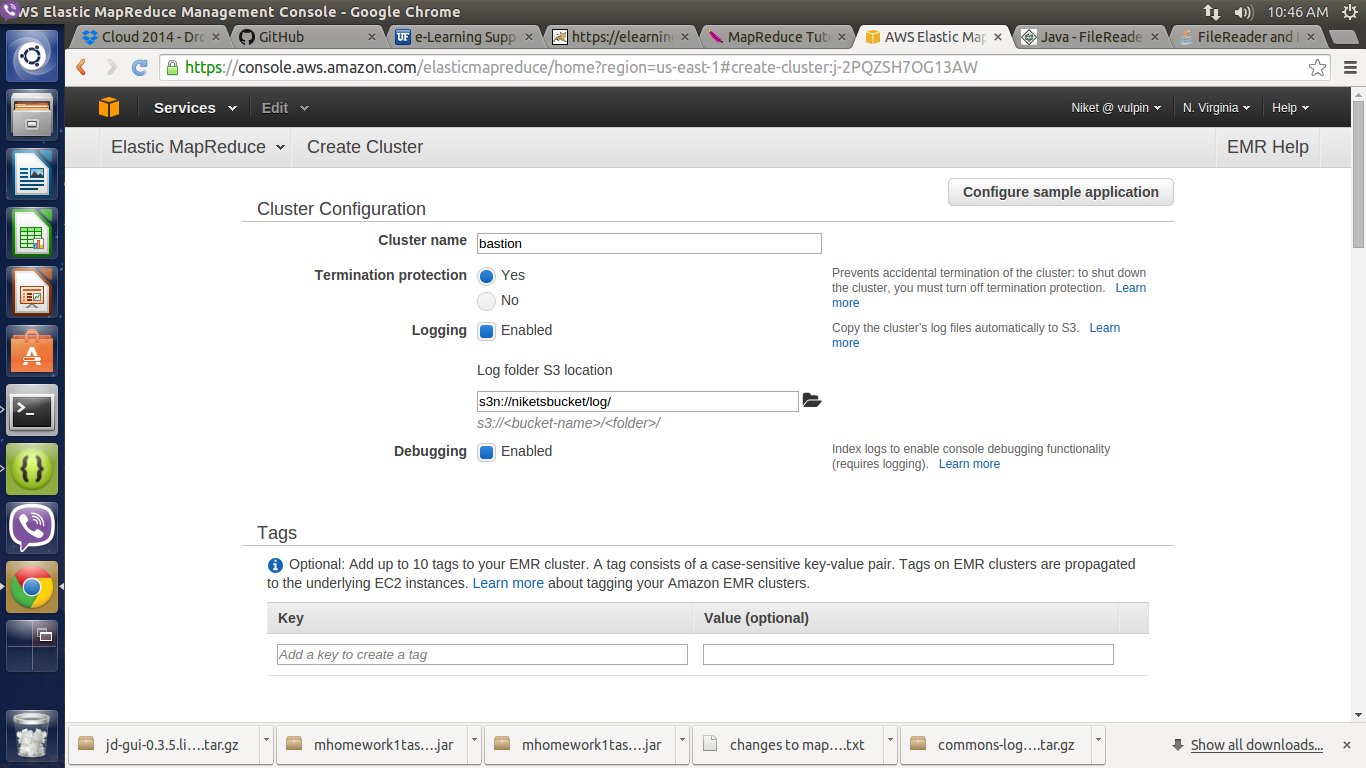 WS Elastic MapReduce Management Console - Google Chrome
10:46 AM
Cloud 2014 - Dro
GitHub
e-Learning Supp
https://elearnin
MapReduce Tuto
AWS Elastic Map
Java - FileReade
FileReader and
https://console.aws.amazon.com/elasticmapreduce/home?region=us-east-1#create-cluster:j-2PQZSH7OG13AW
Services
Edit
Niket @ vulpin
N. Virginia
Help
Elastic MapReduce
Create Cluster
EMR Help
Configure sample application
Cluster Configuration
Cluster name
bastion
Termination protection
Yes
No
Prevents accidental termination of the cluster: to shut down
the cluster, you must turn off termination protection. Learn
more
Logging
Enabled
Copy the cluster's log files automatically to S3. Learn
more
Log folder S3 location
s3n://niketsbucket/log/
s3://<bucket-name>/<folder>/
Debugging
Enabled
Index logs to enable console debugging functionality
(requires logging). Learn more
Tags
Optional: Add up to 10 tags to your EMR cluster. A tag consists of a case-sensitive key-value pair. Tags on EMR clusters are propagated
to the underlying EC2 instances. Learn more about tagging your Amazon EMR clusters.
Key
Value (optional)
Add a key to create a tag
jd-gui-0.3.5.li....tar.gz
mhomework1tas....jar
mhomework1tas....jar
changes to map....txt
commons-log....tar.gz
Show all downloads...